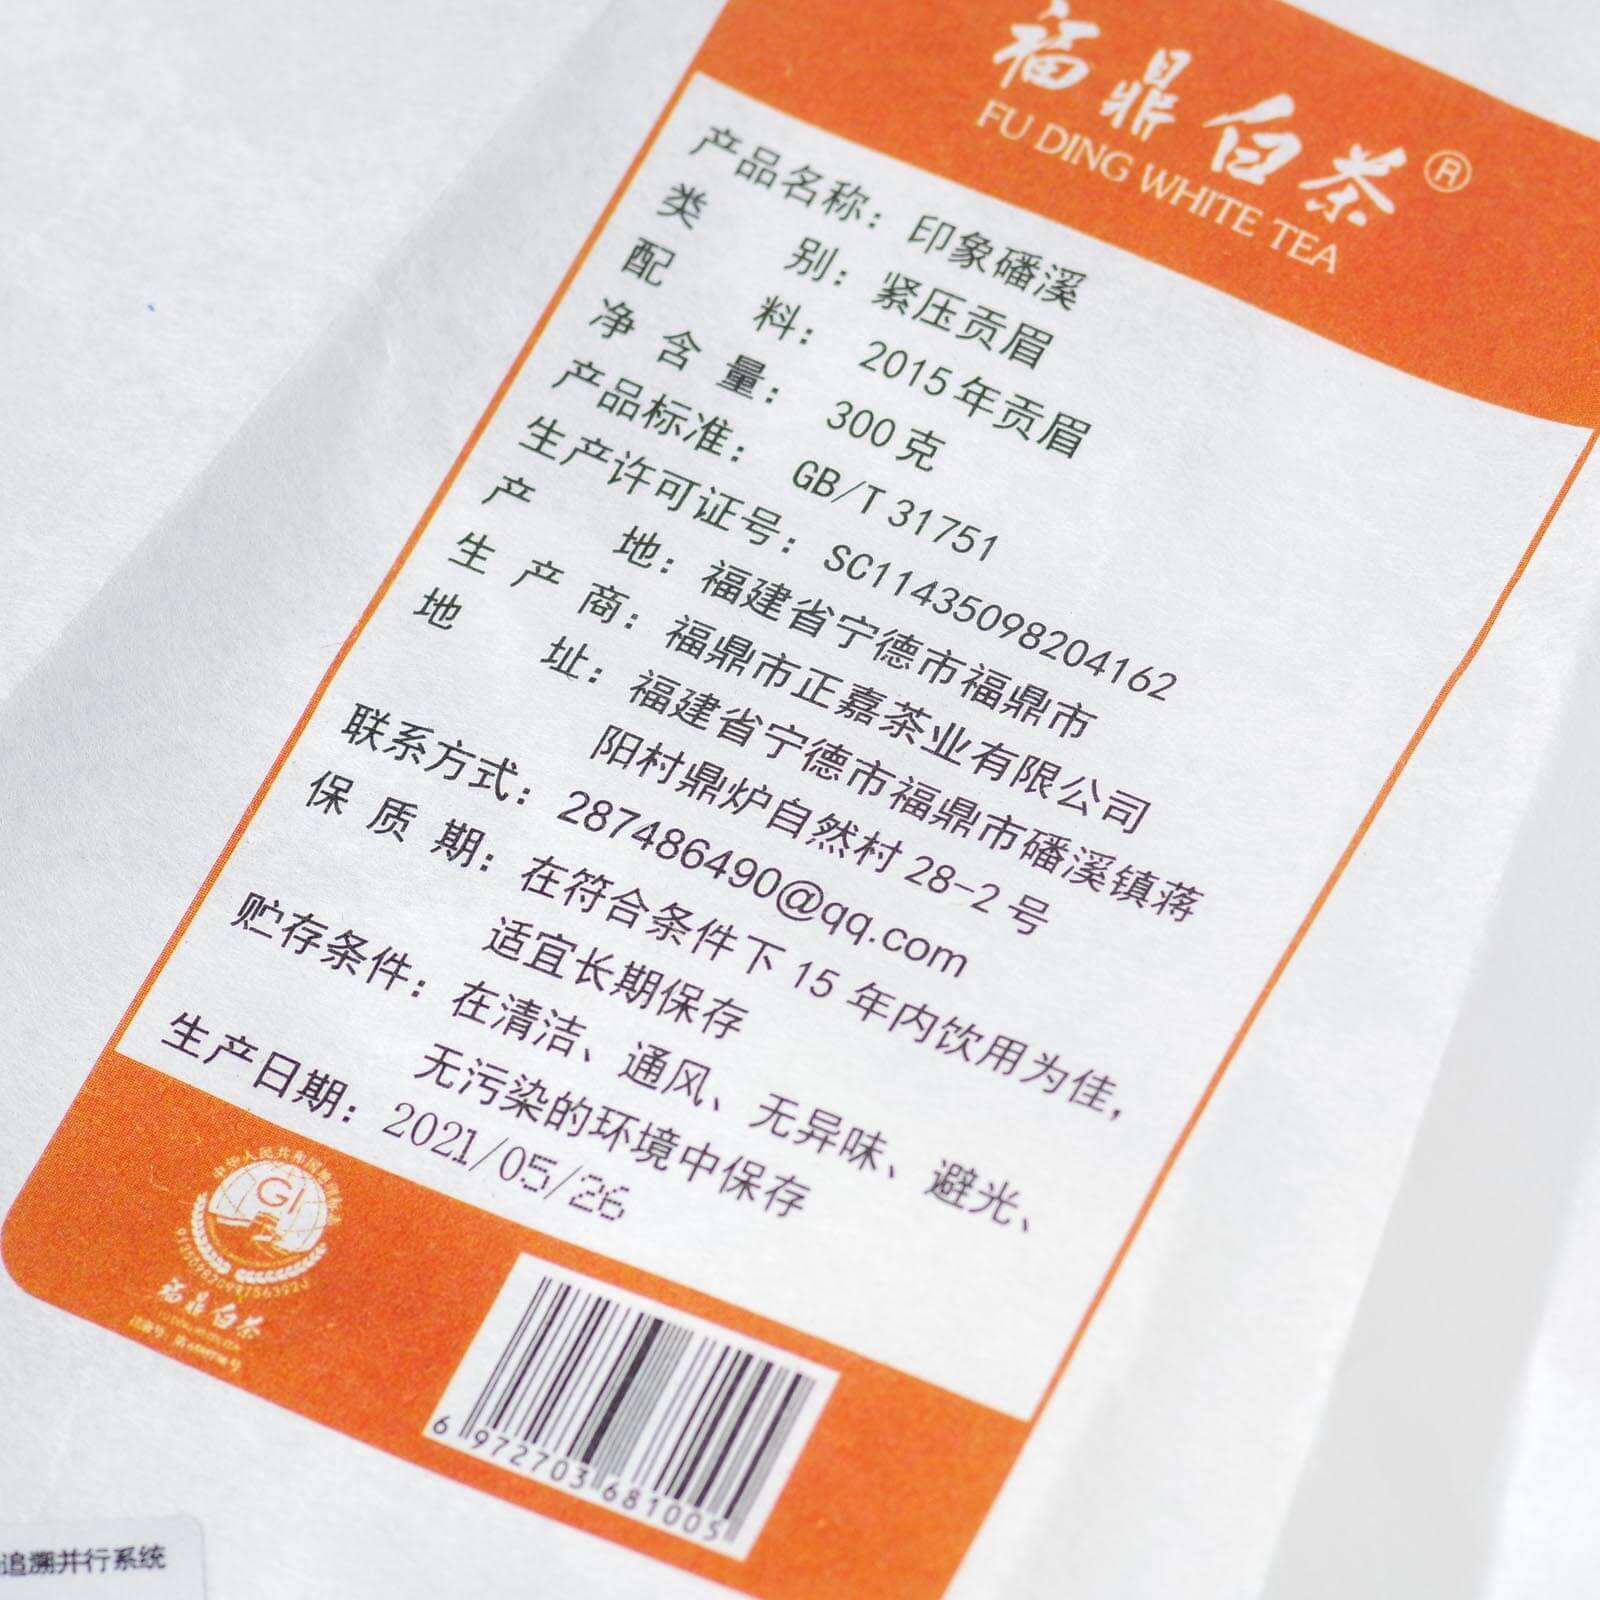 福鼎白茶®
FU DING WHITE TEA
产品名称：印象磻溪
类别：紧压贡眉
配料：2015年贡眉
净含量：300克
产品标准：GB/T 31751
生产许可证号：SC11435098204162
产地：福建省宁德市福鼎市
生产商：福鼎市正嘉茶业有限公司
地址：福建省宁德市福鼎市磻溪镇蒋
阳村鼎炉自然村28-2号
联系方式：287486490@qq.com
保质期：在符合条件下15年内饮用为佳，
适宜长期保存
贮存条件：在清洁、通风、无异味、避光、
无污染的环境中保存
生产日期：2021/05/26
GI
福鼎白茶
6 972703 681005
追溯并行系统